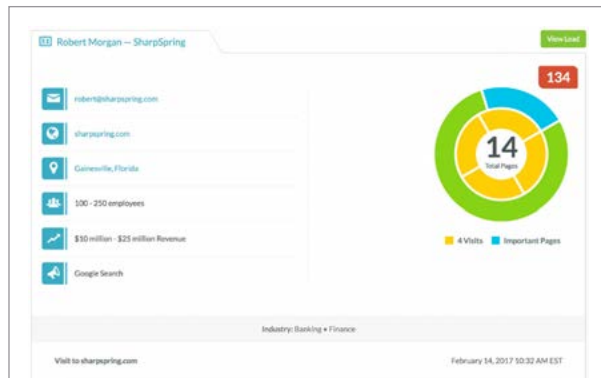 Robert Morgan — SharpSpring
View Lead
134
robert@sharpspring.com
sharpspring.com
Gainesville, Florida
100 - 250 employees
$10 million - $25 million Revenue
Google Search
14
Total Pages
4 Visits
Important Pages
Industry: Banking • Finance
Visit to sharpspring.com
February 14, 2017 10:32 AM EST